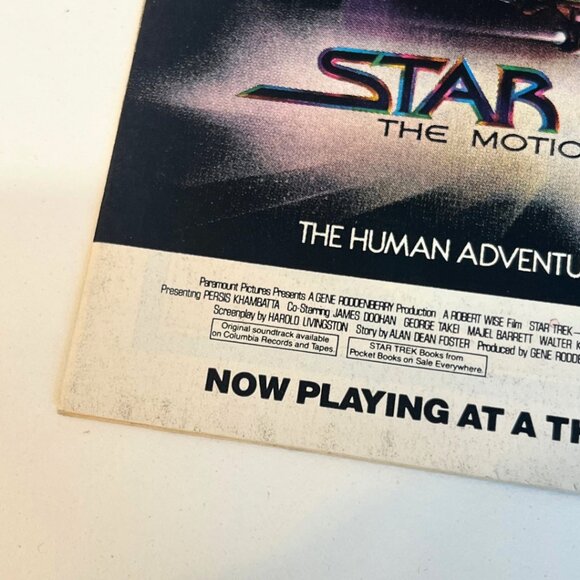 STAR
THE MOTIC
THE HUMAN ADVENTU
Paramount Pictures Presents A GENE RODDENBERRY Production A ROBERT WISE Film STAR TREK —
Presenting PERSIS KHAMBATTA Co-Starring JAMES DOOHAN GEORGE TAKEI MAJEL BARRETT WALTER K
Screenplay by HAROLD LIVINGSTON Story by ALAN DEAN FOSTER Produced by GENE RODDE
Original soundtrack available
on Columbia Records and Tapes.
STAR TREK Books from
Pocket Books on Sale Everywhere.
NOW PLAYING AT A TH